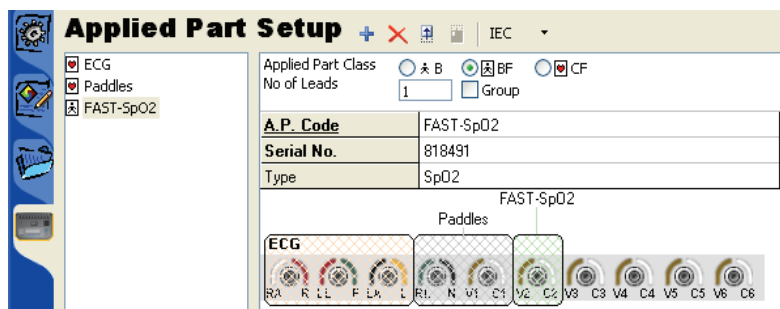 Applied Part Setup IEC
ECG
Paddles
FAST-SpO2
Applied Part Class B BF CF
No of Leads 1 Group
A.P. Code FAST-SpO2
Serial No. 818491
Type SpO2
FAST-SpO2
Paddles
ECG
RA R LL F LA L RL N V1 C1 V2 C2 V3 C3 V4 C4 V5 C5 V6 C6